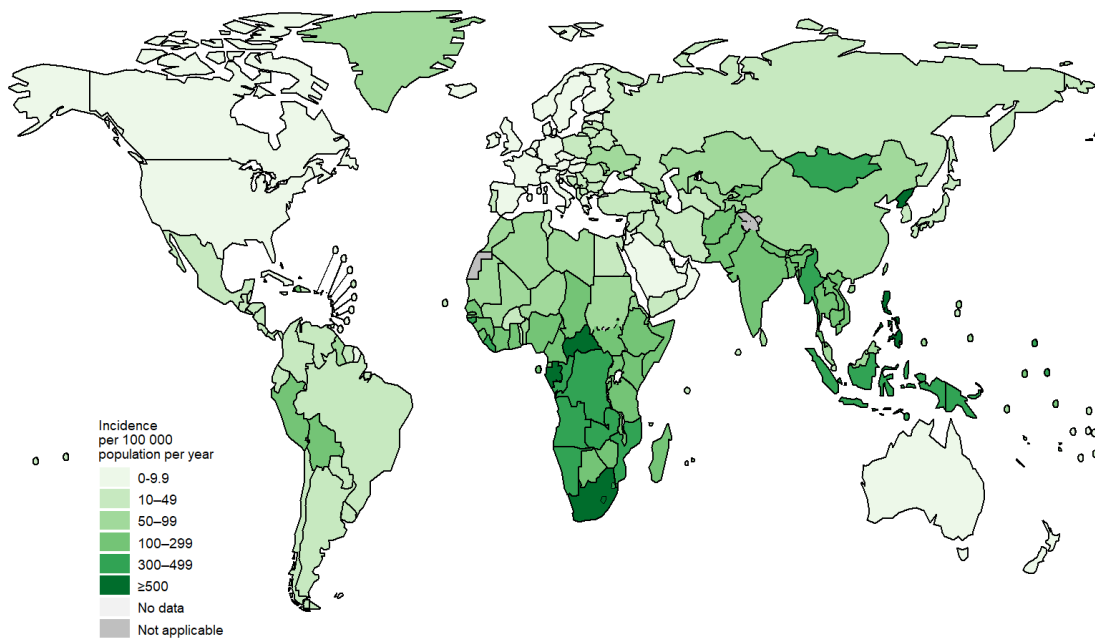 Incidence
per 100 000
population per year
0-9.9
10–49
50–99
100–299
300–499
≥500
No data
Not applicable